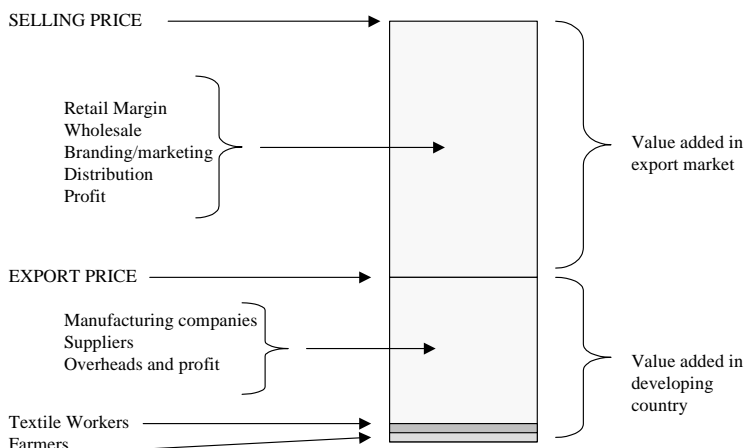 SELLING PRICE
Retail Margin
Wholesale
Branding/marketing
Distribution
Profit
Value added in
export market
EXPORT PRICE
Manufacturing companies
Suppliers
Overheads and profit
Value added in
developing
country
Textile Workers
Farmers